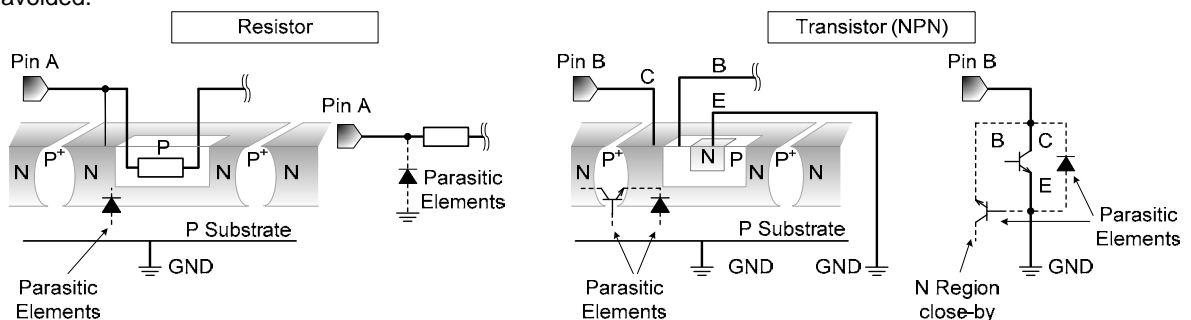 avoided.
Resistor
Transistor (NPN)
Pin A
Pin A
N
P+
N
P
N
P+
N
Parasitic
Elements
P Substrate
GND
Parasitic
Elements
Pin B
C
B
E
N
P+
N
N
P
N
P+
N
P Substrate
GND
GND
Parasitic
Elements
Pin B
B
C
E
Parasitic
Elements
GND
N Region
close-by